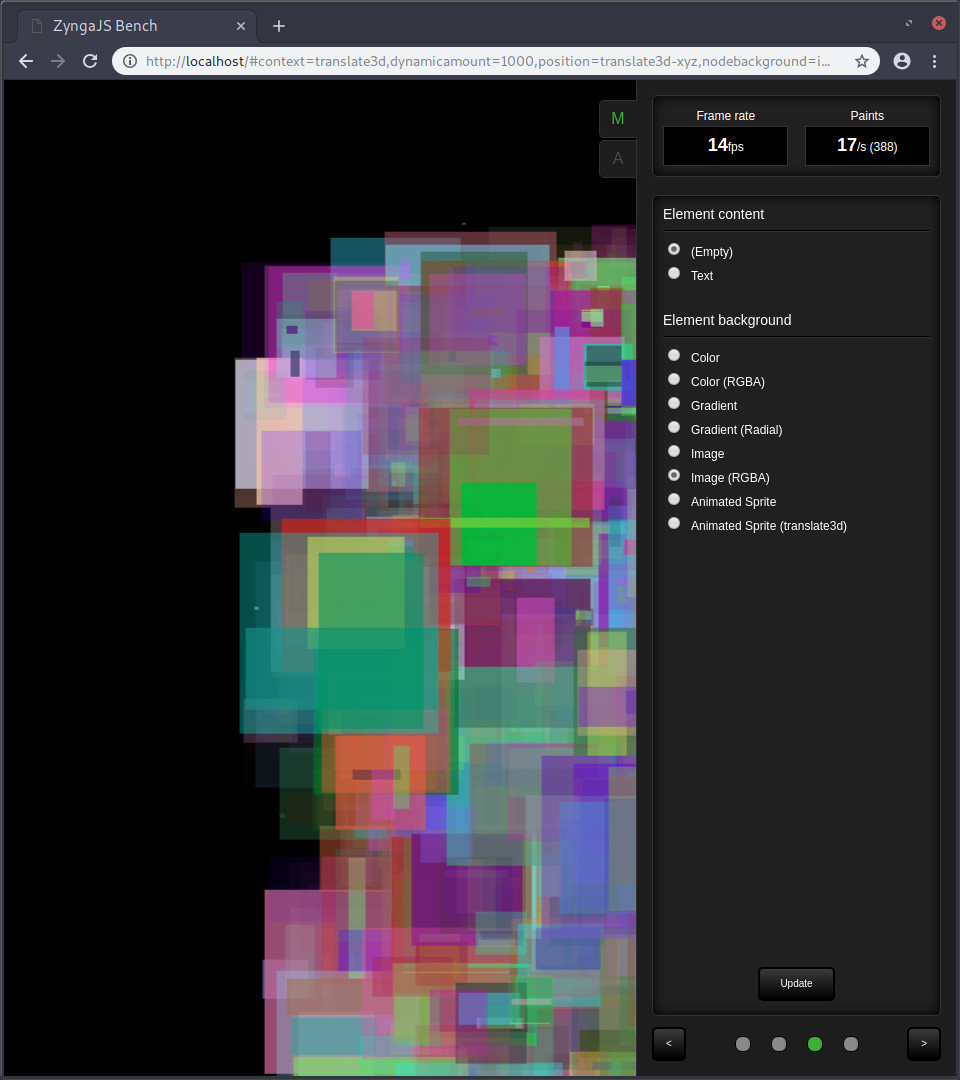 ZyngaJS Bench
http://localhost/#context=translate3d,dynamicamount=1000,position=translate3d-xyz,nodebackground=i...
M
A
Frame rate
Paints
14fps
17/s (388)
Element content
(Empty)
Text
Element background
Color
Color (RGBA)
Gradient
Gradient (Radial)
Image
Image (RGBA)
Animated Sprite
Animated Sprite (translate3d)
Update
<
>